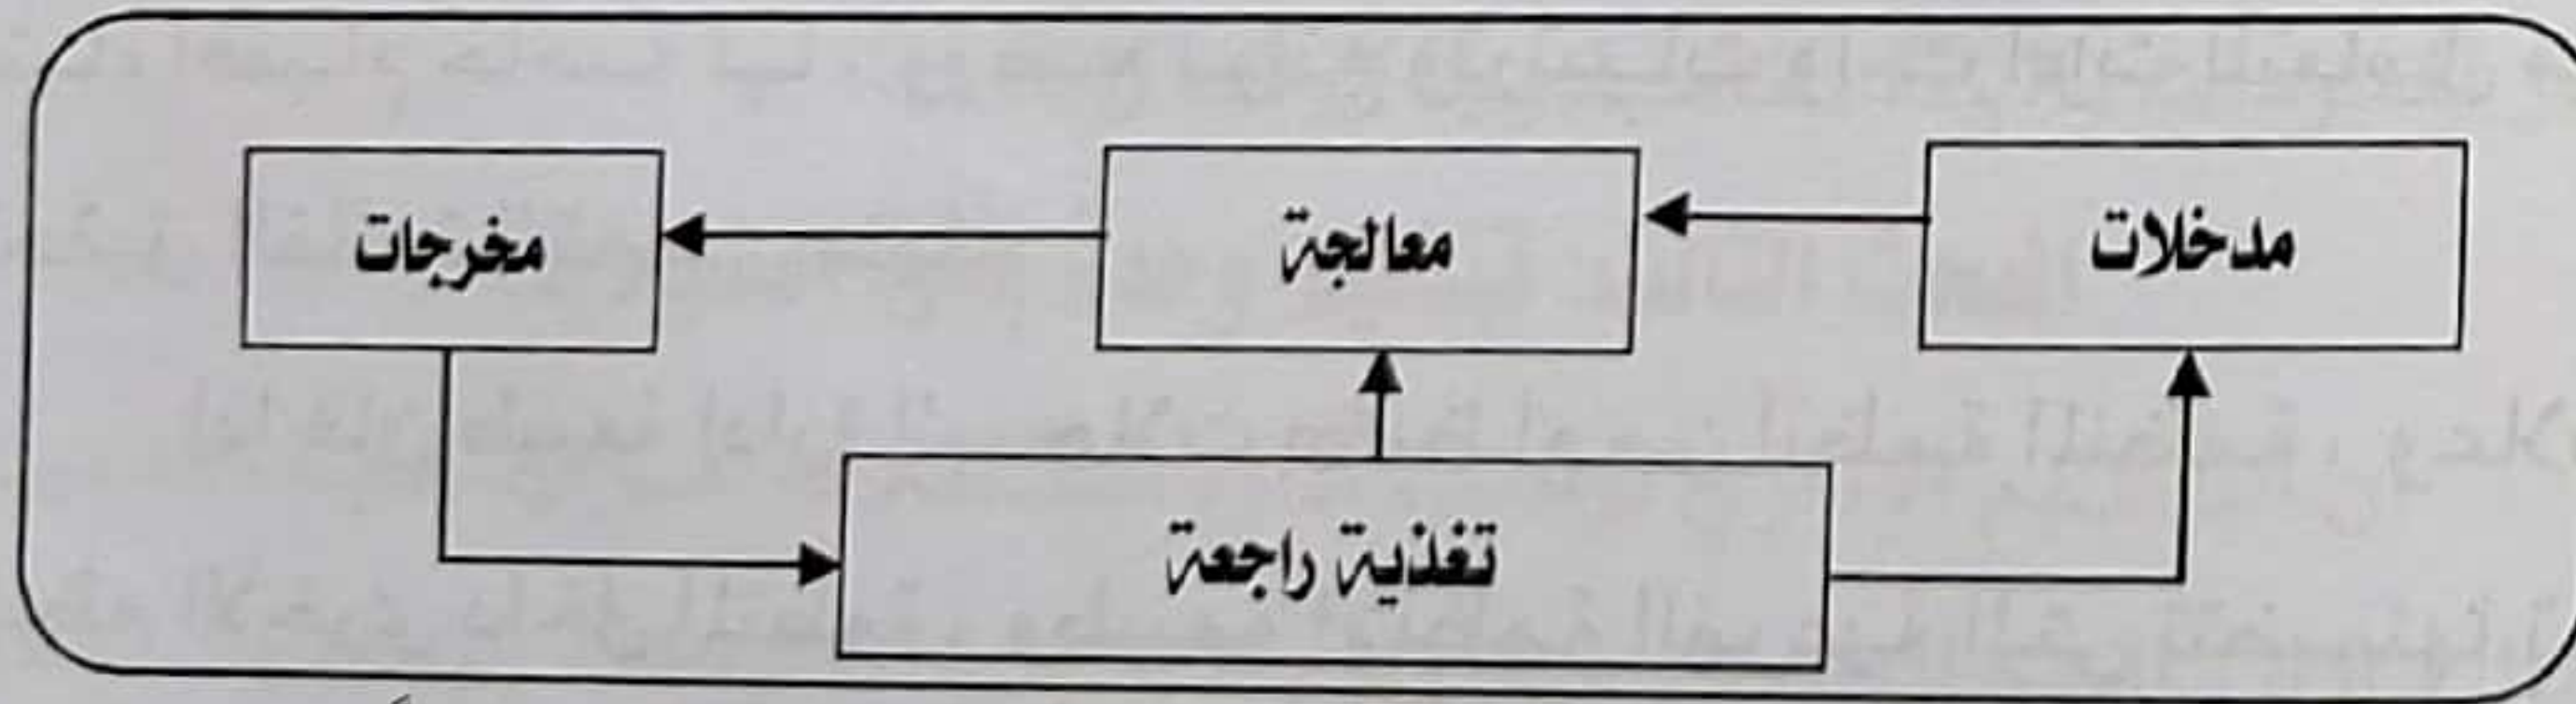 مدخلات
معالجة
مخرجات
تغذية راجعة